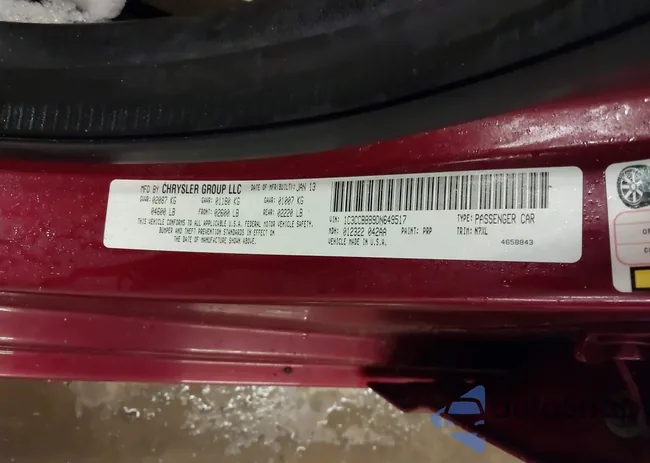 MFD BY CHRYSLER GROUP LLC DATE OF MFR(BUILT): JAN 13
GVWR: 02087 KG GAWR: 01180 KG GAWR: 01007 KG
04600 LB FRONT: 02600 LB REAR: 02220 LB
THIS VEHICLE CONFORMS TO ALL APPLICABLE U.S.A. FEDERAL MOTOR VEHICLE SAFETY,
BUMPER AND THEFT PREVENTION STANDARDS IN EFFECT ON
THE DATE OF MANUFACTURE SHOWN ABOVE.
VIN: 1C3CCBBB9DN649517 TYPE: PASSENGER CAR
MDH: 012322 042AA PAINT: PRP TRIM: M7XL
MADE IN U.S.A. 4658843